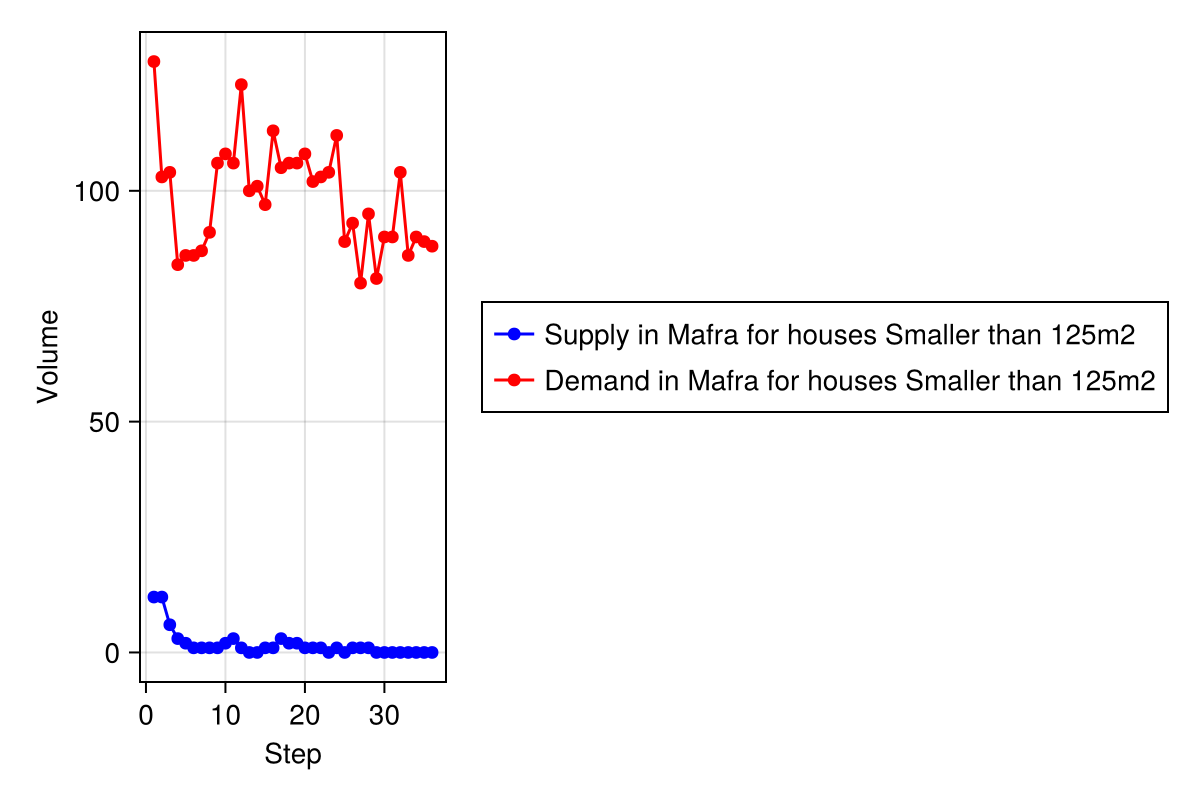 Volume
100
50
0
0 10 20 30
Step
Supply in Mafra for houses Smaller than 125m2
Demand in Mafra for houses Smaller than 125m2